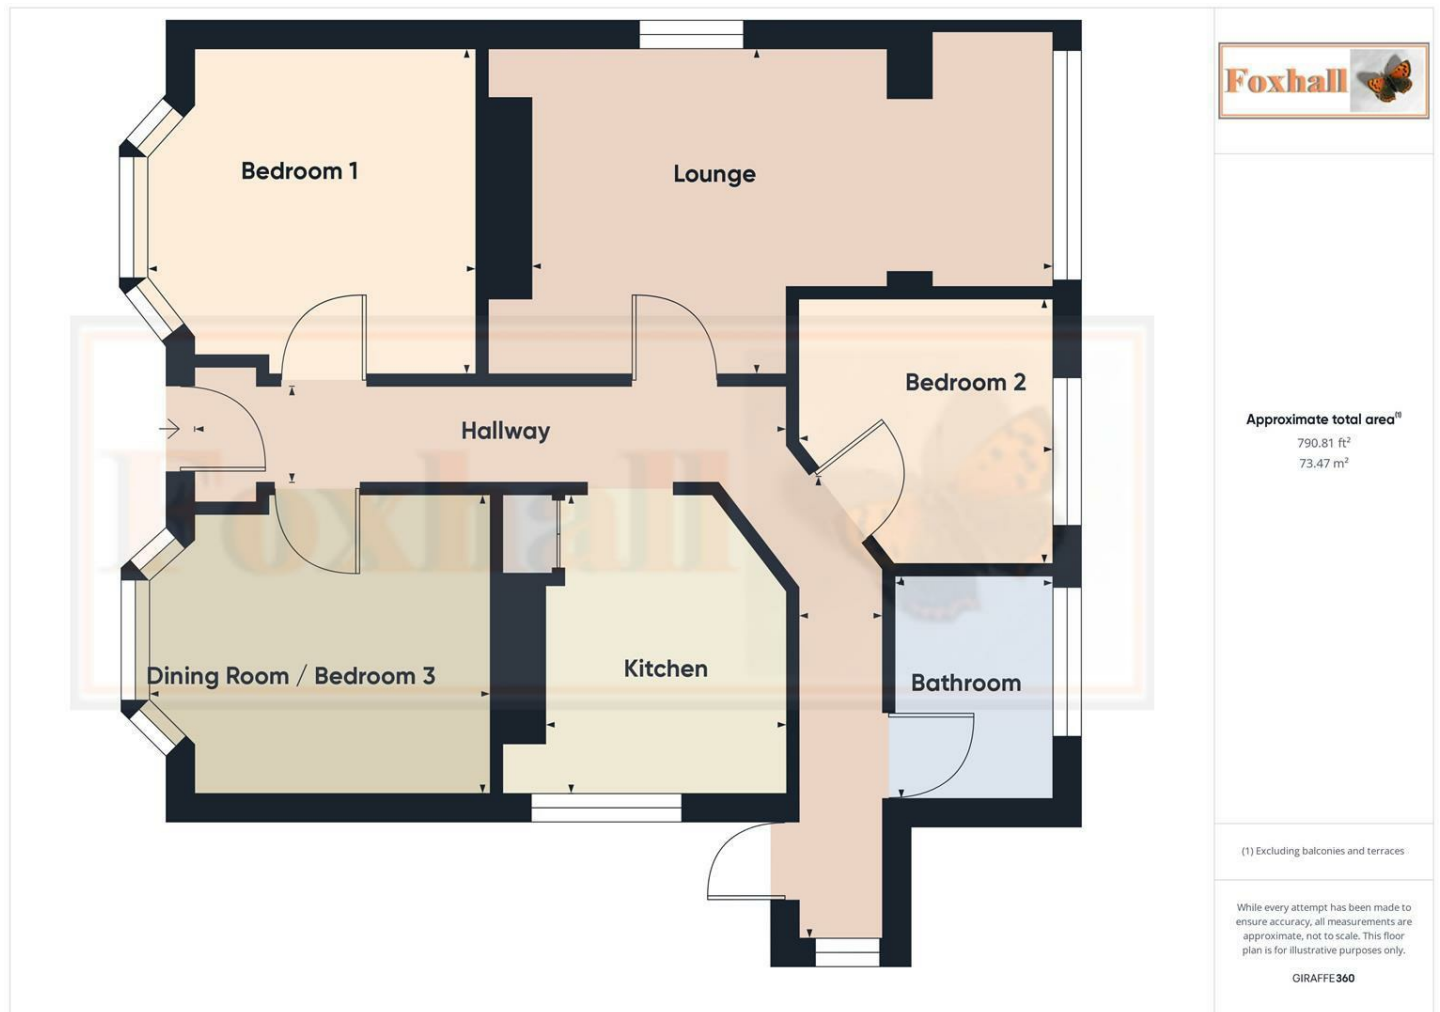 Bedroom 1
Lounge
Bedroom 2
Hallway
Dining Room / Bedroom 3
Kitchen
Bathroom
Foxhall
Foxhall
Approximate total area⁽¹⁾
790.81 ft²
73.47 m²
(1) Excluding balconies and terraces
While every attempt has been made to
ensure accuracy, all measurements are
approximate, not to scale. This floor
plan is for illustrative purposes only.
GIRAFFE360